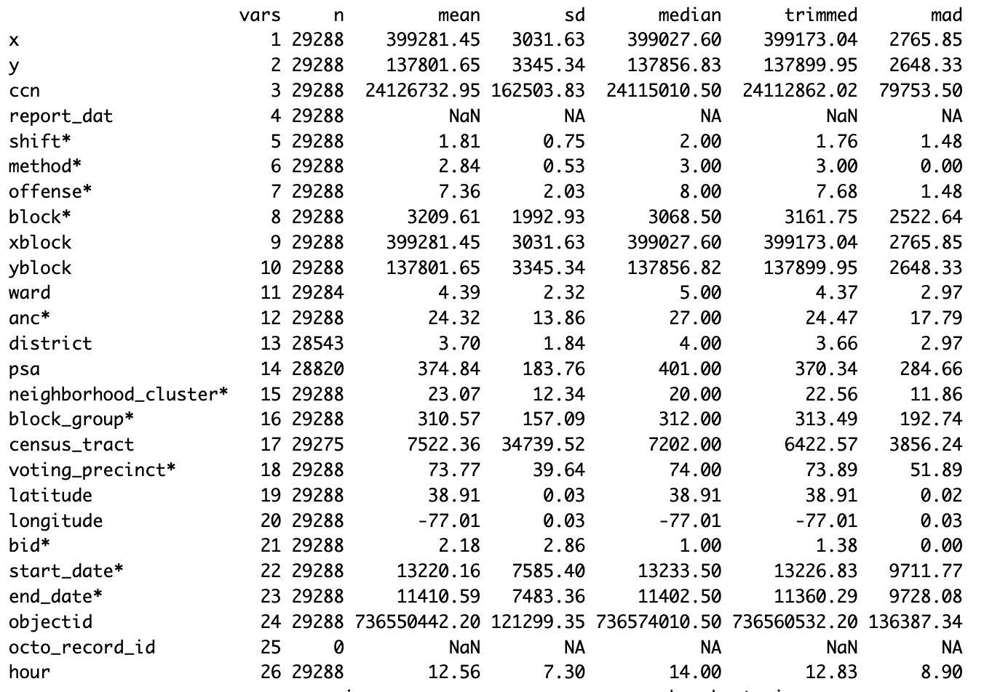 vars n mean sd median trimmed mad
x 1 29288 399281.45 3031.63 399027.60 399173.04 2765.85
y 2 29288 137801.65 3345.34 137856.83 137899.95 2648.33
ccn 3 29288 24126732.95 162503.83 24115010.50 24112862.02 79753.50
report_dat 4 29288 NaN NA NA NaN NA
shift* 5 29288 1.81 0.75 2.00 1.76 1.48
method* 6 29288 2.84 0.53 3.00 3.00 0.00
offense* 7 29288 7.36 2.03 8.00 7.68 1.48
block* 8 29288 3209.61 1992.93 3068.50 3161.75 2522.64
xblock 9 29288 399281.45 3031.63 399027.60 399173.04 2765.85
yblock 10 29288 137801.65 3345.34 137856.82 137899.95 2648.33
ward 11 29284 4.39 2.32 5.00 4.37 2.97
anc* 12 29288 24.32 13.86 27.00 24.47 17.79
district 13 28543 3.70 1.84 4.00 3.66 2.97
psa 14 28820 374.84 183.76 401.00 370.34 284.66
neighborhood_cluster* 15 29288 23.07 12.34 20.00 22.56 11.86
block_group* 16 29288 310.57 157.09 312.00 313.49 192.74
census_tract 17 29275 7522.36 34739.52 7202.00 6422.57 3856.24
voting_precinct* 18 29288 73.77 39.64 74.00 73.89 51.89
latitude 19 29288 38.91 0.03 38.91 38.91 0.02
longitude 20 29288 -77.01 0.03 -77.01 -77.01 0.03
bid* 21 29288 2.18 2.86 1.00 1.38 0.00
start_date* 22 29288 13220.16 7585.40 13233.50 13226.83 9711.77
end_date* 23 29288 11410.59 7483.36 11402.50 11360.29 9728.08
objectid 24 29288 736550442.20 121299.35 736574010.50 736560532.20 136387.34
octo_record_id 25 0 NaN NA NA NaN NA
hour 26 29288 12.56 7.30 14.00 12.83 8.90